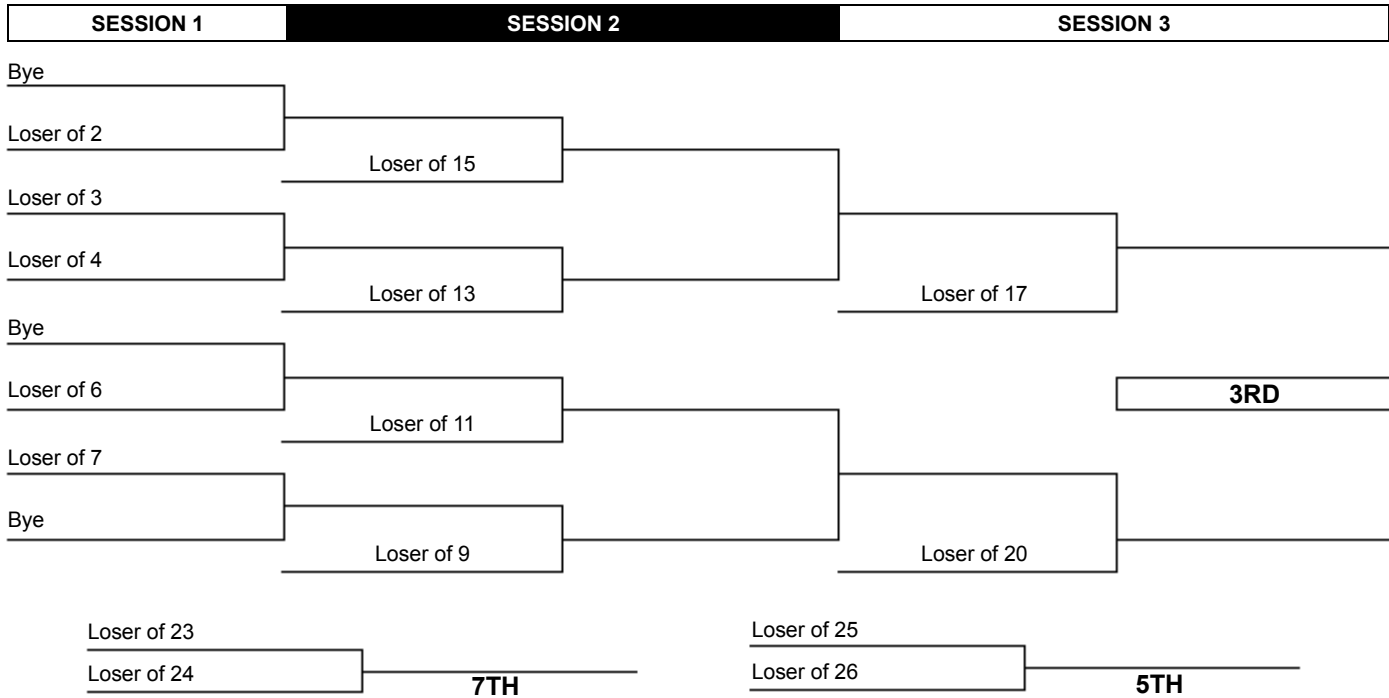 SESSION 1
SESSION 2
SESSION 3
Bye
Loser of 2
Loser of 15
Loser of 3
Loser of 4
Loser of 13
Loser of 17
Bye
Loser of 6
3RD
Loser of 11
Loser of 7
Bye
Loser of 9
Loser of 20
Loser of 23
Loser of 24
7TH
Loser of 25
Loser of 26
5TH